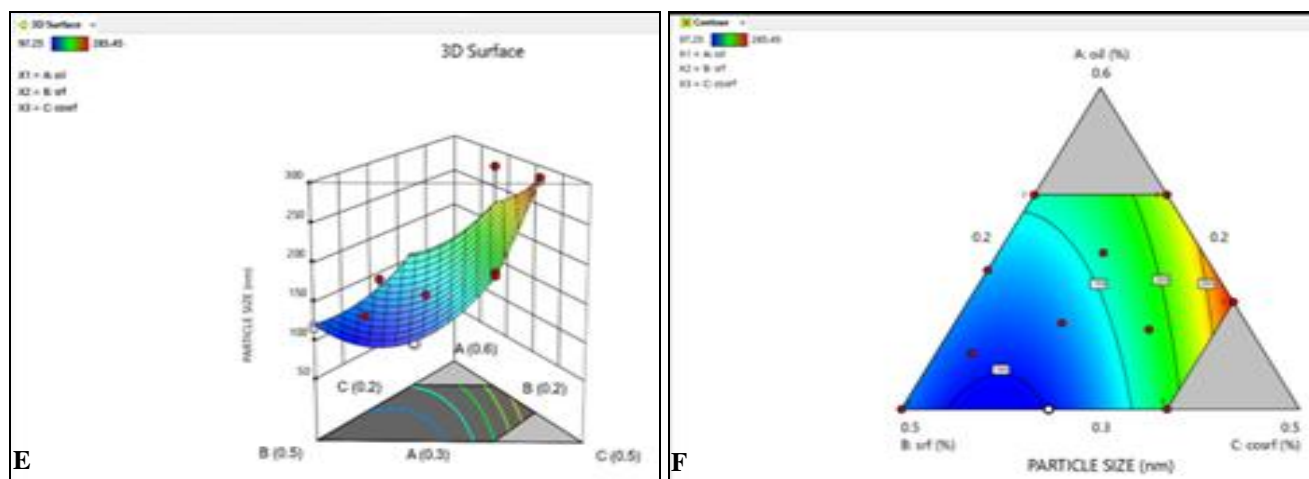 3D Surface
97.25 285.45
X1 = A: oil
X2 = B: srf
X3 = C: cosrf
3D Surface
PARTICLE SIZE (nm)
300
250
200
150
100
50
A (0.6)
C (0.2)
B (0.2)
B (0.5)
A (0.3)
C (0.5)
E
Contour
97.25 285.45
X1 = A: oil
X2 = B: srf
X3 = C: cosrf
A: oil (%)
0.6
0.2
0.2
0.5
0.3
0.5
B: srf (%)
C: cosrf (%)
PARTICLE SIZE (nm)
F